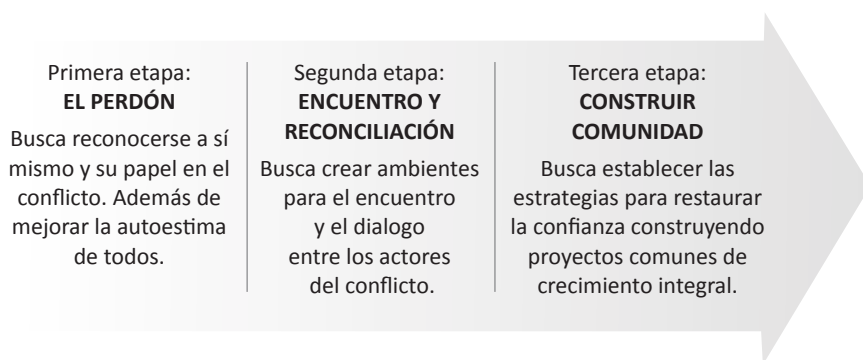 Primera etapa:
EL PERDÓN
Busca reconocerse a sí
mismo y su papel en el
conflicto. Además de
mejorar la autoestima
de todos.
Segunda etapa:
ENCUENTRO Y
RECONCILIACIÓN
Busca crear ambientes
para el encuentro
y el dialogo
entre los actores
del conflicto.
Tercera etapa:
CONSTRUIR
COMUNIDAD
Busca establecer las
estrategias para restaurar
la confianza construyendo
proyectos comunes de
crecimiento integral.